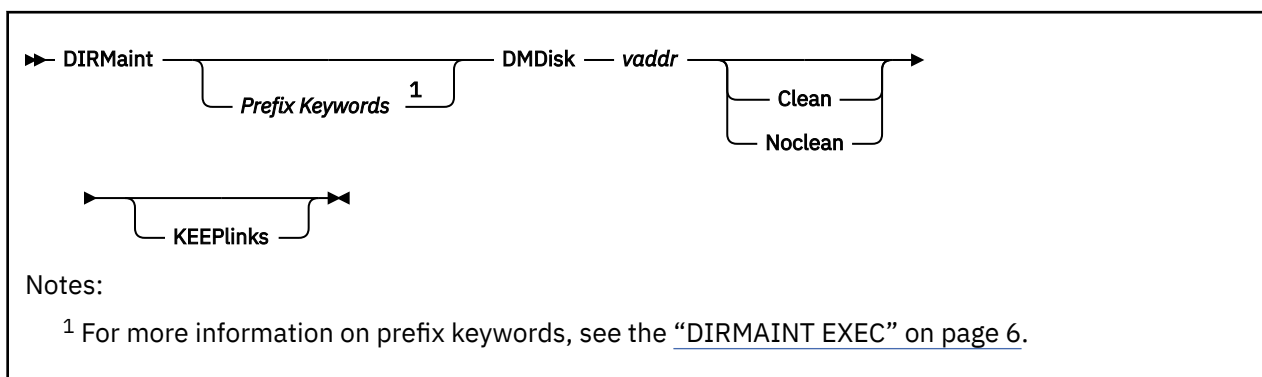 DIRMaint Prefix Keywords 1 DMDisk vaddr Clean
Noclean
KEEPlinks
Notes:
1 For more information on prefix keywords, see the “DIRMAINT EXEC” on page 6.